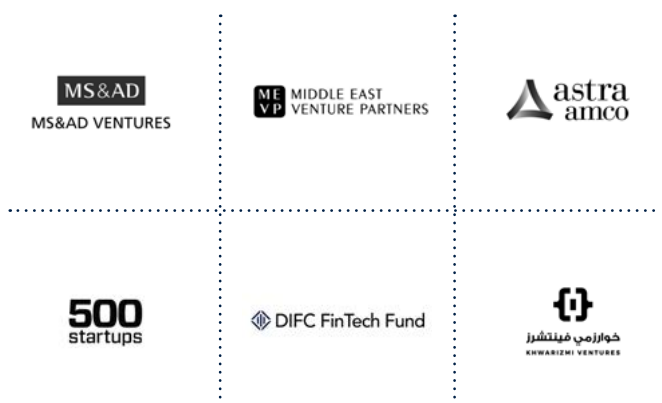 MS&AD
MS&AD VENTURES
ME
VP
MIDDLE EAST
VENTURE PARTNERS
astra
amco
500
startups
DIFC FinTech Fund
خوارزمي فينتشرز
KHWARIZMI VENTURES